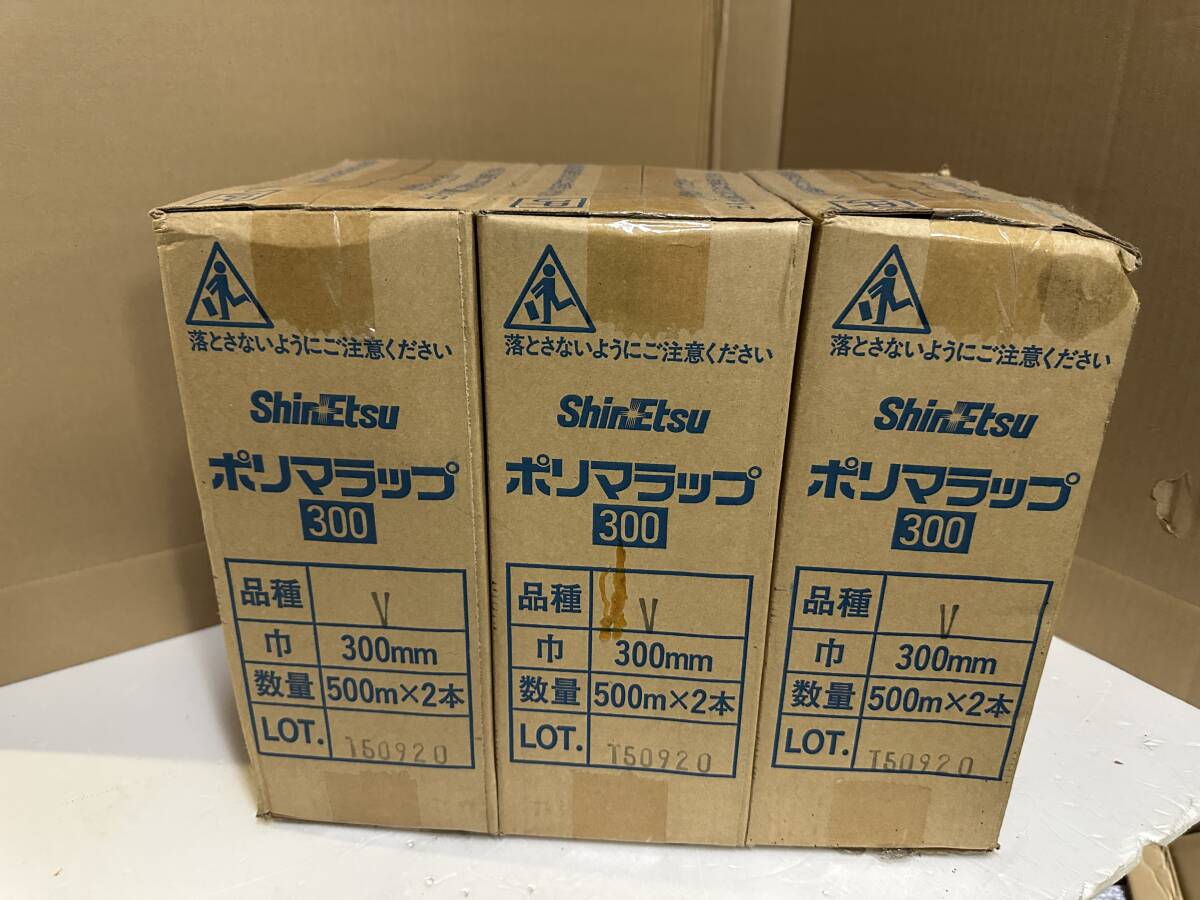 落とさないようにご注意ください
ShinEtsu
ポリマラップ
300
品種 V
巾 300mm
数量 500m×2本
LOT. T50920
落とさないようにご注意ください
ShinEtsu
ポリマラップ
300
品種 V
巾 300mm
数量 500m×2本
LOT. T50920
落とさないようにご注意ください
ShinEtsu
ポリマラップ
300
品種 V
巾 300mm
数量 500m×2本
LOT. T50920